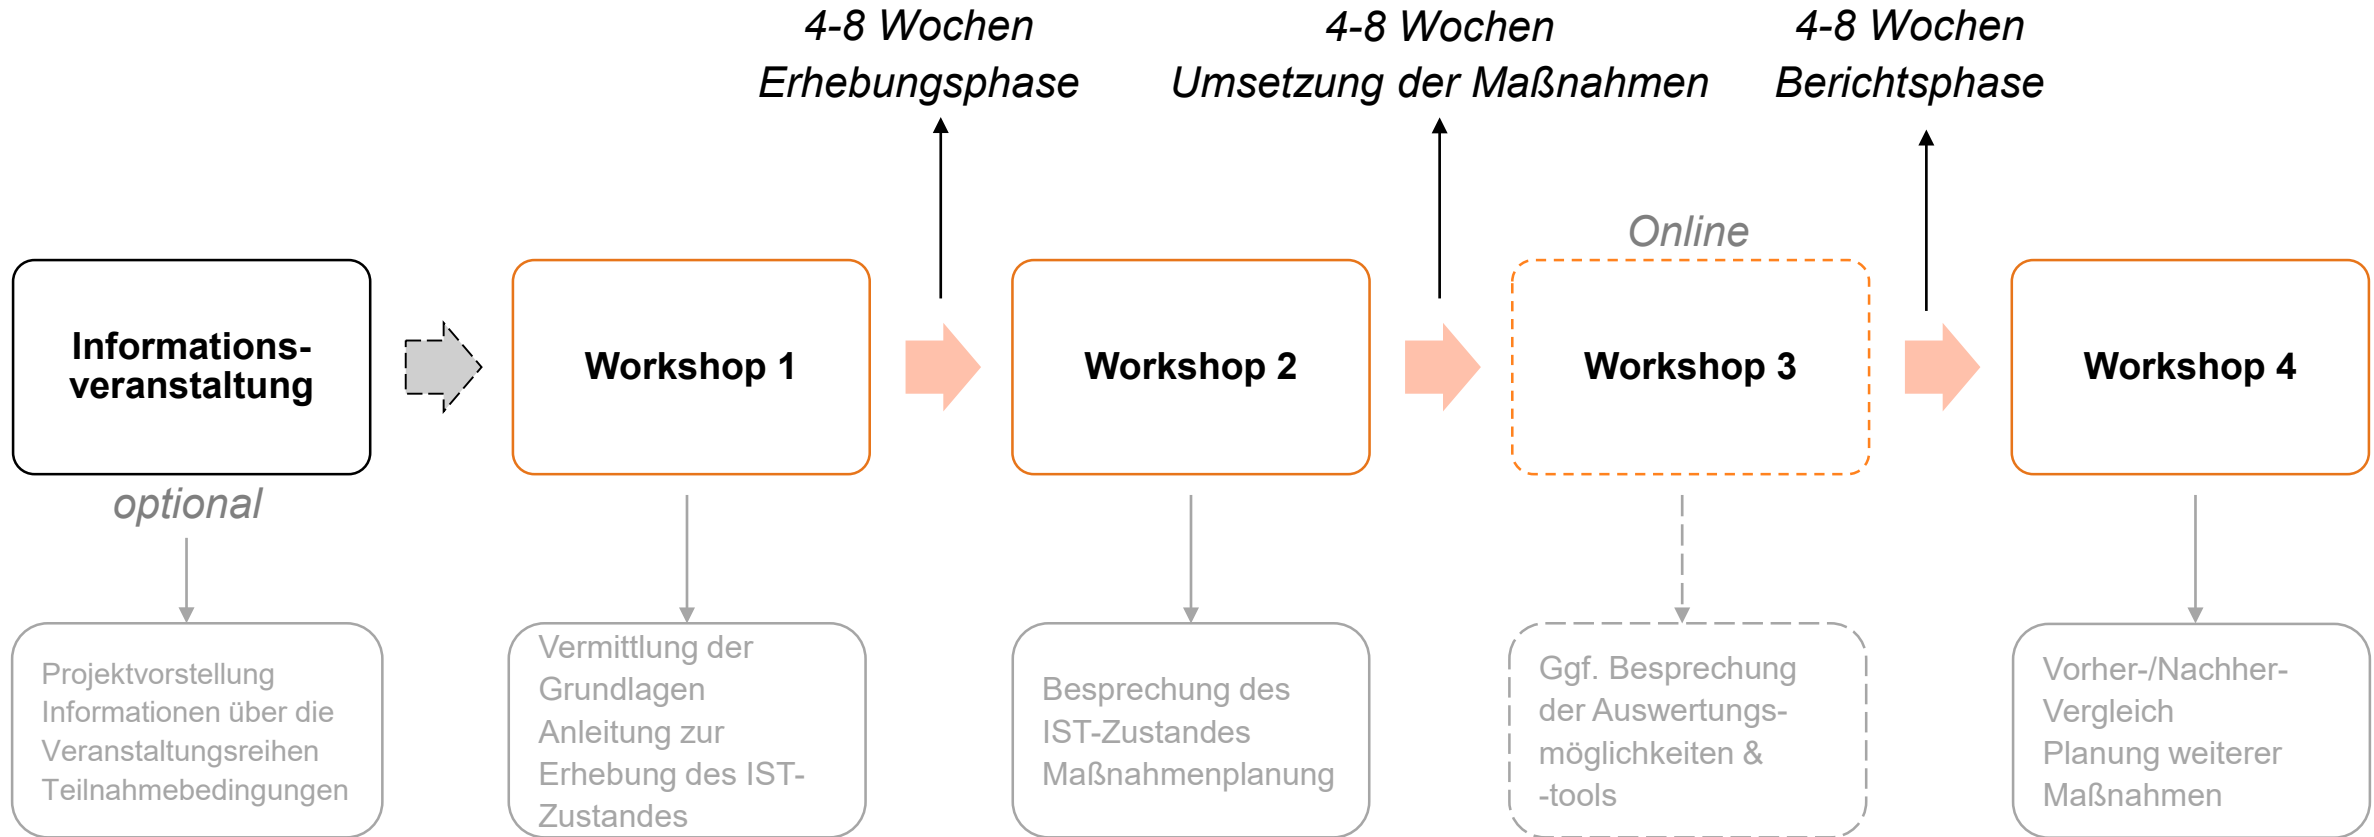 4-8 Wochen
Erhebungsphase
4-8 Wochen
Umsetzung der Maßnahmen
4-8 Wochen
Berichtsphase
Online
Informations-
veranstaltung
Workshop 1
Workshop 2
Workshop 3
Workshop 4
optional
Projektvorstellung
Informationen über die
Veranstaltungsreihen
Teilnahmebedingungen
Vermittlung der
Grundlagen
Anleitung zur
Erhebung des IST-
Zustandes
Besprechung des
IST-Zustandes
Maßnahmenplanung
Ggf. Besprechung
der Auswertungs-
möglichkeiten &
-tools
Vorher-/Nachher-
Vergleich
Planung weiterer
Maßnahmen